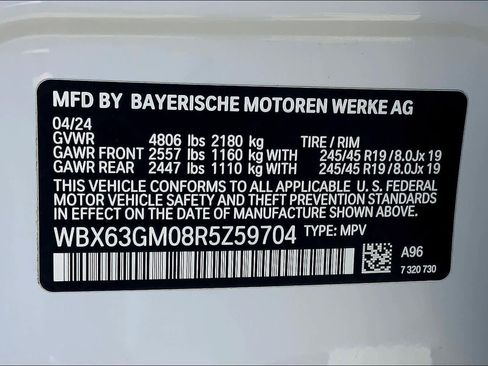 MFD BY BAYERISCHE MOTOREN WERKE AG
04/24
GVWR 4806 lbs 2180 kg TIRE / RIM
GAWR FRONT 2557 lbs 1160 kg WITH 245/45 R19 / 8.0Jx 19
GAWR REAR 2447 lbs 1110 kg WITH 245/45 R19 / 8.0Jx 19
THIS VEHICLE CONFORMS TO ALL APPLICABLE U. S. FEDERAL
MOTOR VEHICLE SAFETY AND THEFT PREVENTION STANDARDS
IN EFFECT ON THE DATE OF MANUFACTURE SHOWN ABOVE.
WBX63GM08R5Z59704 TYPE: MPV
A96
7 320 730